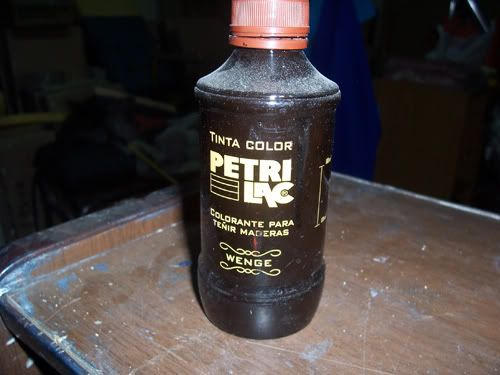 TINTA COLOR
PETRI
LAC®
COLORANTE PARA
TEÑIR MADERAS
WENGE